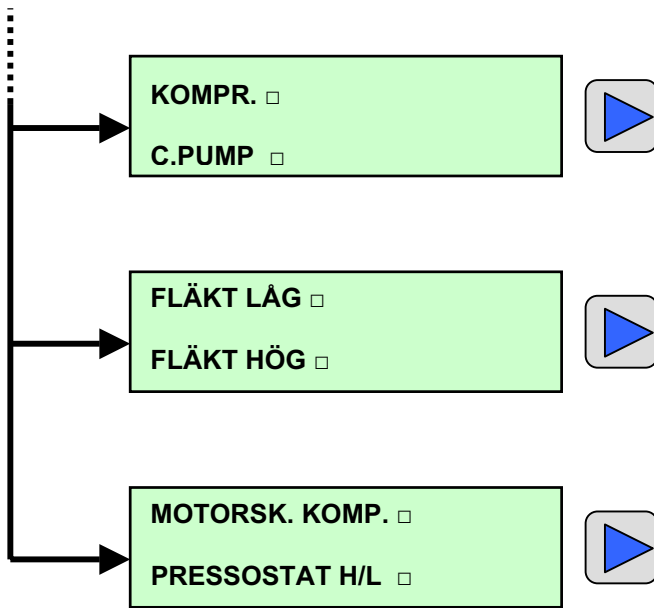 KOMPR. □
C.PUMP □
FLÄKT LÅG □
FLÄKT HÖG □
MOTORSK. KOMP. □
PRESSOSTAT H/L □